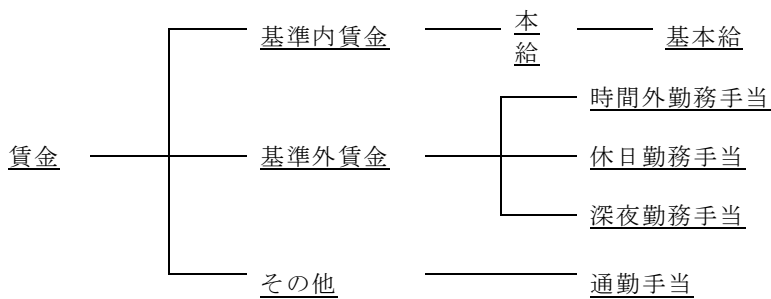 基準内賃金 本給 基本給
時間外勤務手当
賃金 基準外賃金 休日勤務手当
深夜勤務手当
その他 通勤手当